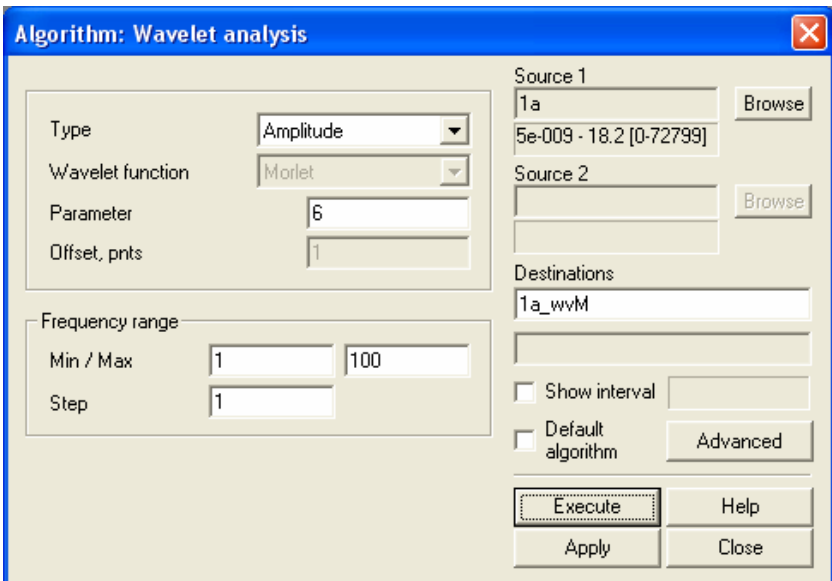 Algorithm: Wavelet analysis
Type
Amplitude
Wavelet function
Morlet
Parameter
6
Offset, pnts
1
Frequency range
Min / Max
1
100
Step
1
Source 1
1a
Browse
5e-009 - 18.2 [0-72799]
Source 2
Browse
Destinations
1a_wvM
Show interval
Default
algorithm
Advanced
Execute
Help
Apply
Close